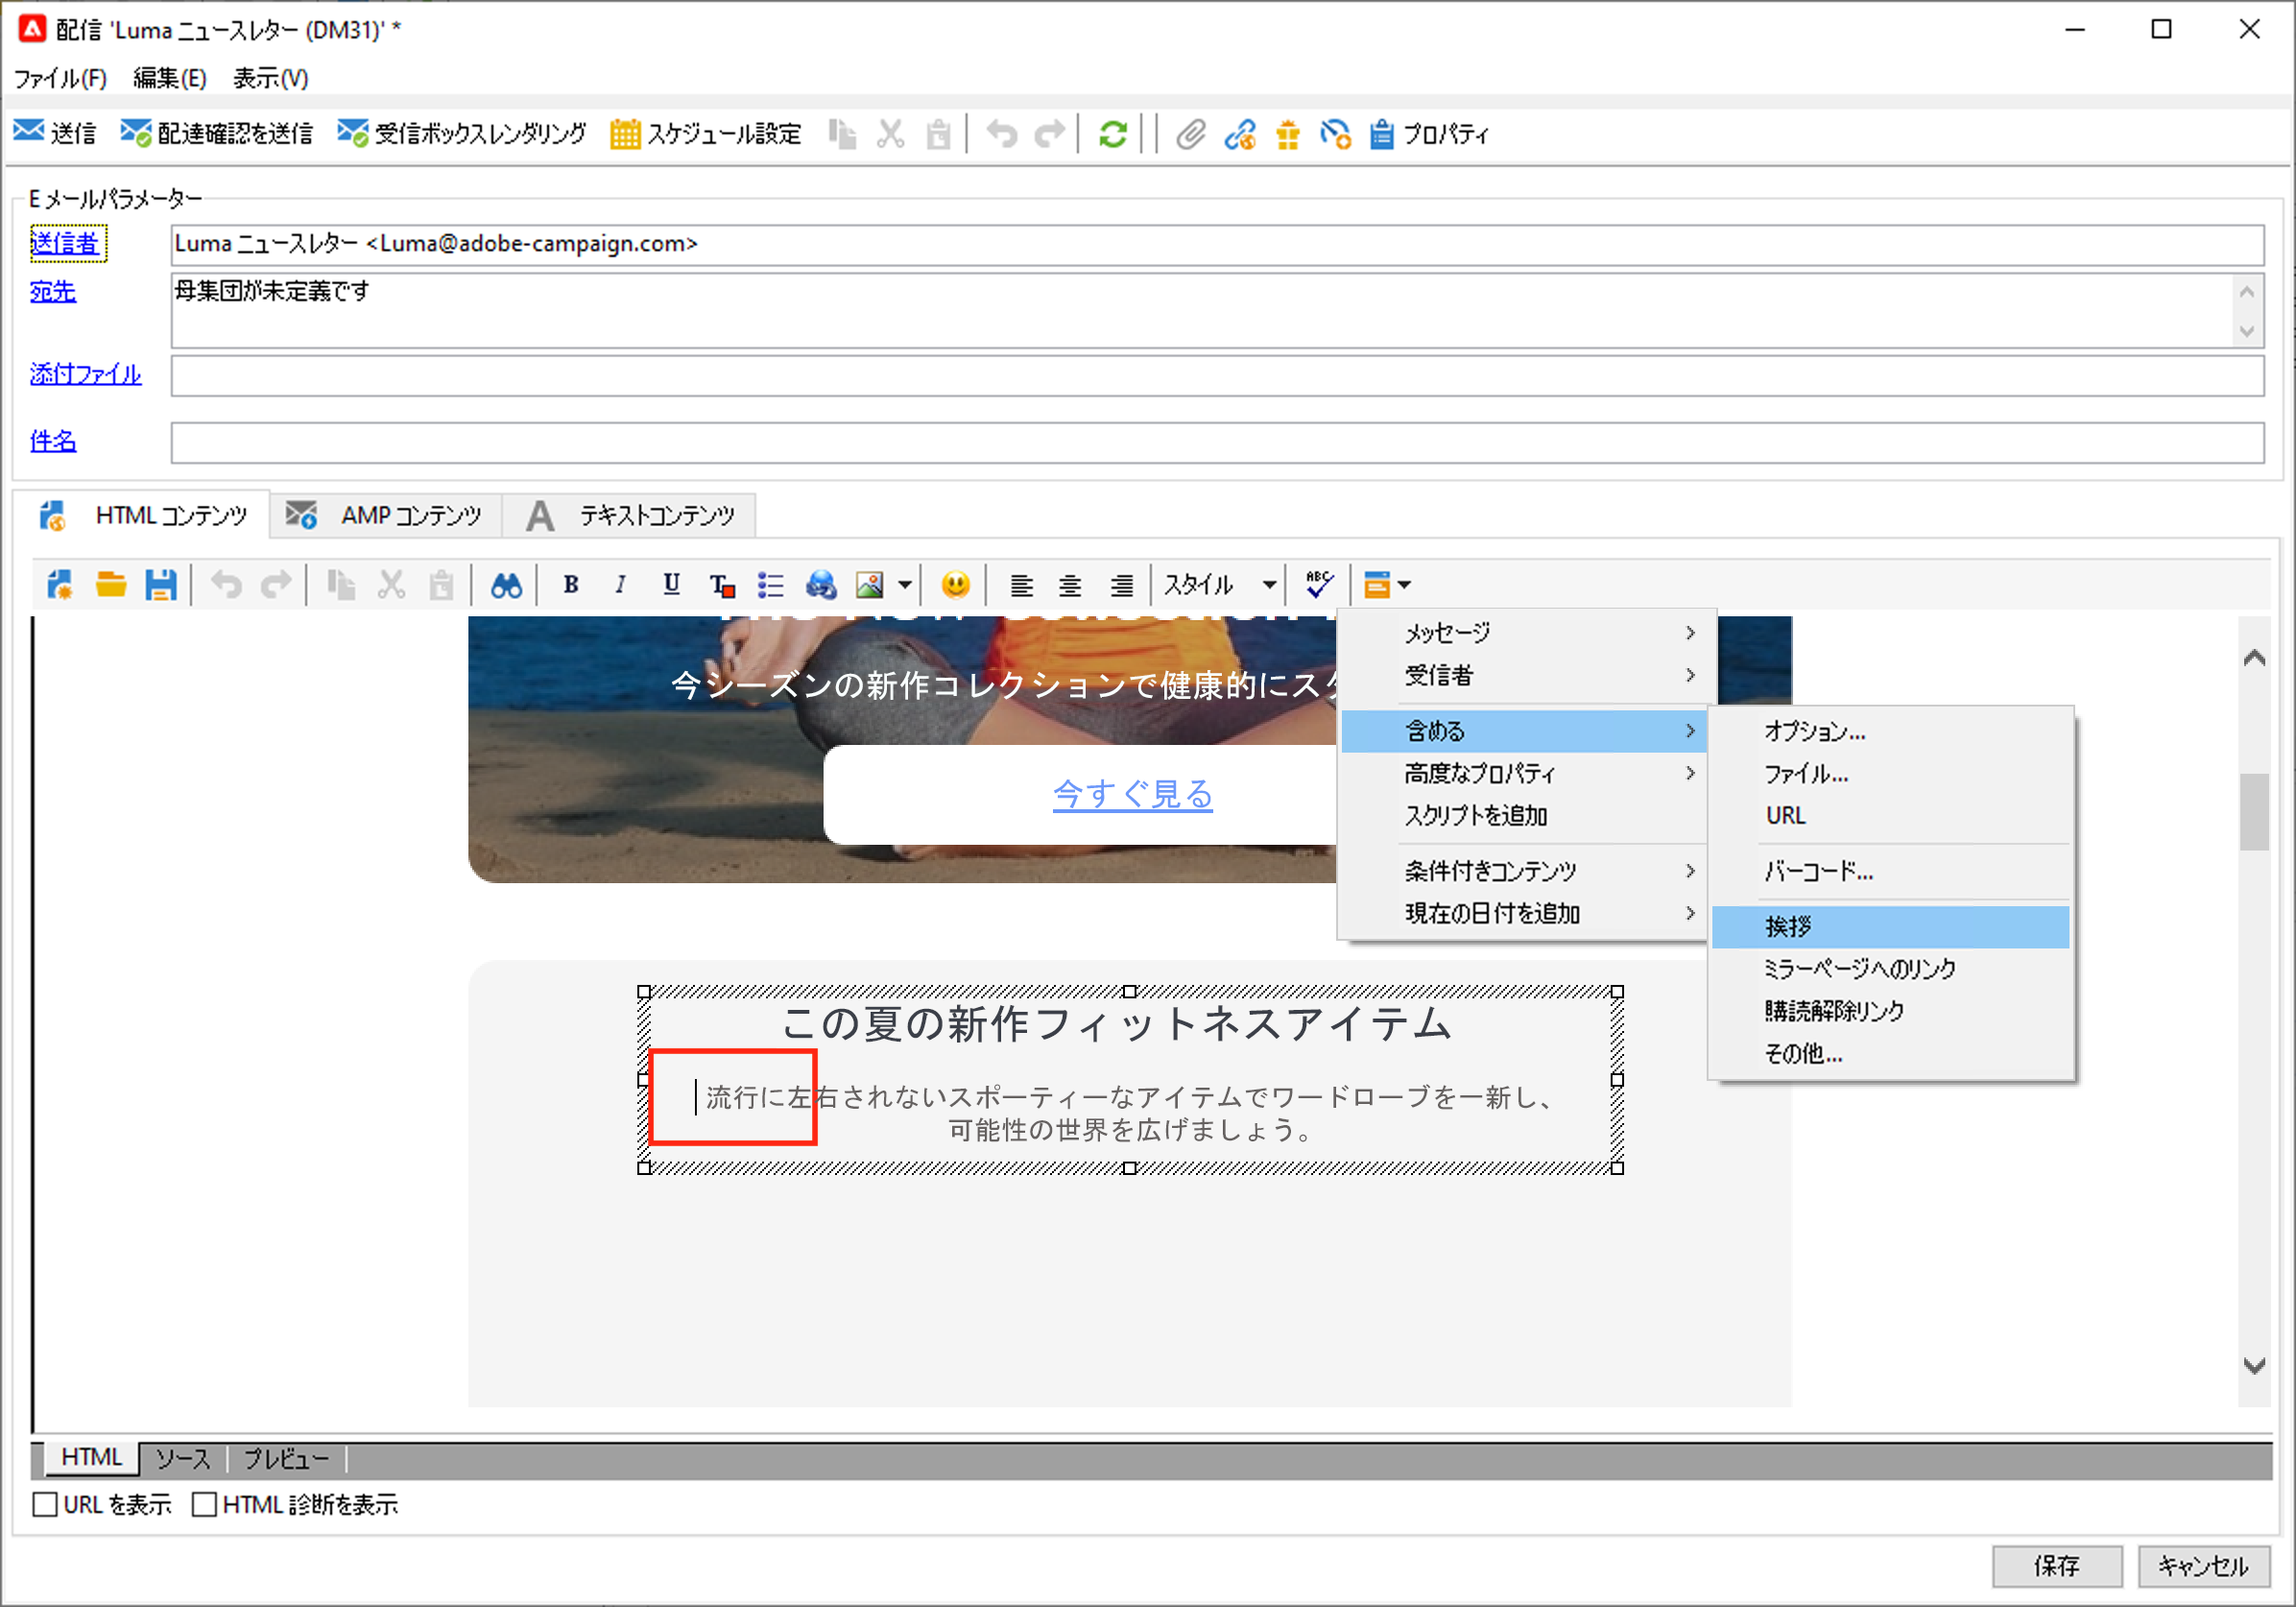 配信 'Luma ニュースレター (DM31)' *
ファイル(F) 編集(E) 表示(V)
送信 配達確認を送信 受信ボックスレンダリング スケジュール設定 プロパティ
E メールパラメーター
送信者 Luma ニュースレター <Luma@adobe-campaign.com>
宛先 母集団が未定義です
添付ファイル
件名
HTML コンテンツ AMP コンテンツ テキストコンテンツ
B I U スタイル ABC
今シーズンの新作コレクションで健康的にスタ
今すぐ見る
メッセージ
受信者
含める
高度なプロパティ
スクリプトを追加
条件付きコンテンツ
現在の日付を追加
オプション...
ファイル...
URL
バーコード...
挨拶
ミラーページへのリンク
購読解除リンク
その他...
この夏の新作フィットネスアイテム
流行に左右されないスポーティーなアイテムでワードローブを一新し、
可能性の世界を広げましょう。
HTML ソース プレビュー
URL を表示 HTML 診断を表示
保存 キャンセル